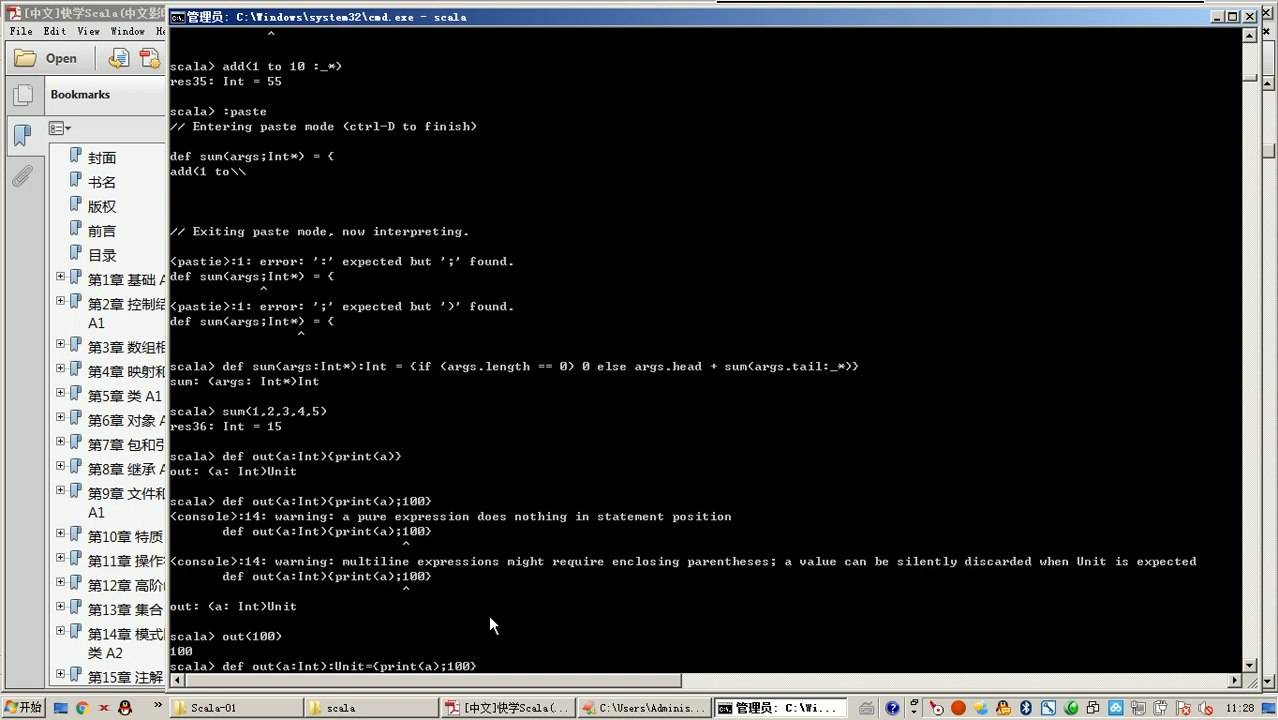 [中文]快学Scala(中文影印
管理员: C:\Windows\system32\cmd.exe - scala
File Edit View Window He
Open
Bookmarks
封面
书名
版权
前言
目录
第1章 基础 A
第2章 控制结
A1
第3章 数组相
第4章 映射和
第5章 类 A1
第6章 对象 A
第7章 包和引
第8章 继承 A
第9章 文件和
A1
第10章 特质
第11章 操作
第12章 高阶
第13章 集合
第14章 模式
类 A2
第15章 注解
^
scala> add(1 to 10 :_*)
res35: Int = 55
scala> :paste
// Entering paste mode (ctrl-D to finish)
def sum(args;Int*) = {
add(1 to\\
// Exiting paste mode, now interpreting.
<pastie>:1: error: ':' expected but ';' found.
def sum(args;Int*) = {
^
<pastie>:1: error: ';' expected but ')' found.
def sum(args;Int*) = {
^
scala> def sum(args:Int*):Int = {if (args.length == 0) 0 else args.head + sum(args.tail:_*)}
sum: (args: Int*)Int
scala> sum(1,2,3,4,5)
res36: Int = 15
scala> def out(a:Int){print(a)}
out: (a: Int)Unit
scala> def out(a:Int){print(a);100}
<console>:14: warning: a pure expression does nothing in statement position
def out(a:Int){print(a);100}
^
<console>:14: warning: multiline expressions might require enclosing parentheses; a value can be silently discarded when Unit is expected
def out(a:Int){print(a);100}
^
out: (a: Int)Unit
scala> out(100)
100
scala> def out(a:Int):Unit={print(a);100}
开始
Scala-01
scala
[中文]快学Scala(...
C:\Users\Adminis...
管理员: C:\Wi...
11:28